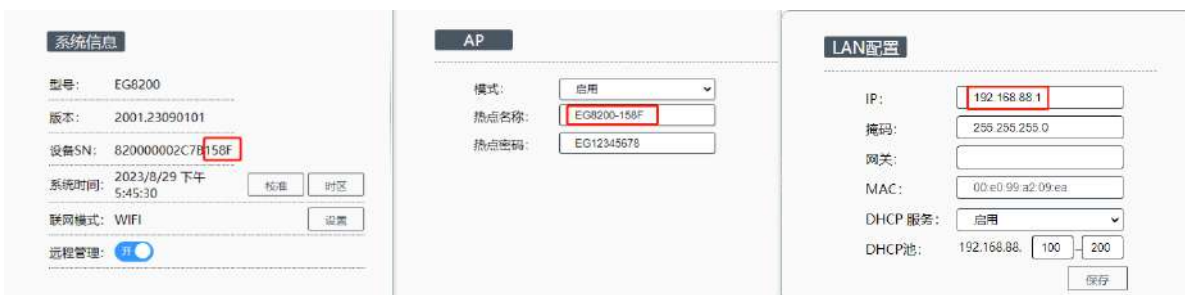 系统信息
型号: EG8200
版本: 2001.23090101
设备SN: 820000002C7B158F
系统时间: 2023/8/29 下午 5:45:30 校准 时区
联网模式: WIFI 设置
远程管理: 开
AP
模式: 启用
热点名称: EG8200-158F
热点密码: EG12345678
LAN配置
IP: 192.168.88.1
掩码: 255.255.255.0
网关:
MAC: 00:e0:99:a2:09:ea
DHCP 服务: 启用
DHCP池: 192.168.88. 100 - 200
保存